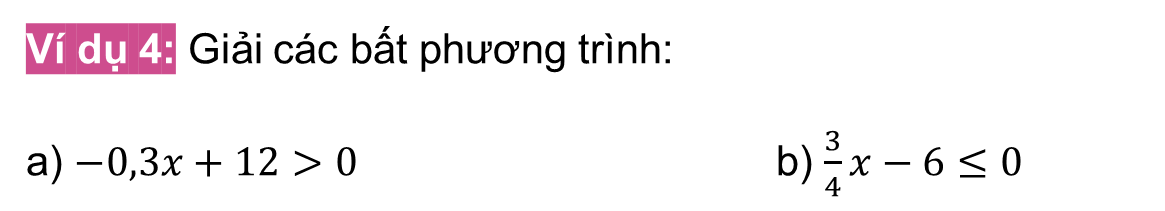 Ví dụ 4: Giải các bất phương trình:
a) −0,3x + 12 > 0 b) 3/4 x − 6 ≤ 0